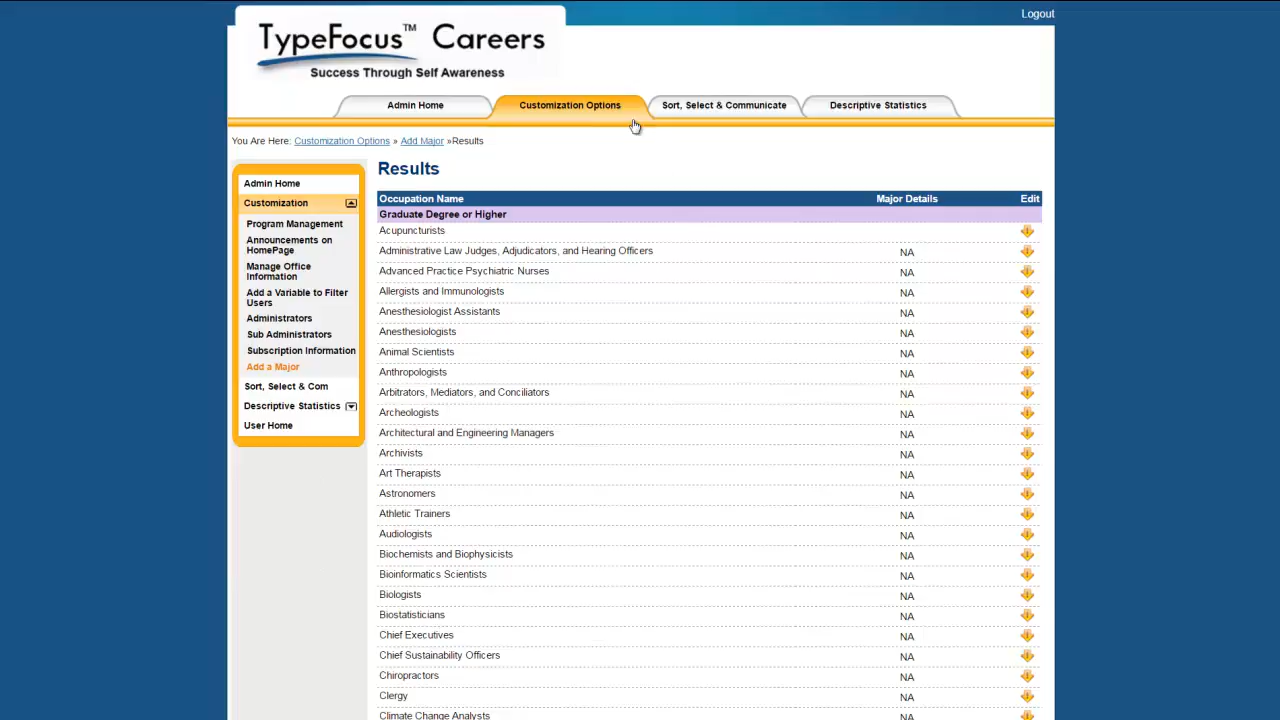 Logout
TypeFocus™ Careers
Success Through Self Awareness
Admin Home
Customization Options
Sort, Select & Communicate
Descriptive Statistics
You Are Here: Customization Options » Add Major »Results
Admin Home
Customization
Program Management
Announcements on
HomePage
Manage Office
Information
Add a Variable to Filter
Users
Administrators
Sub Administrators
Subscription Information
Add a Major
Sort, Select & Com
Descriptive Statistics
User Home
Results
Occupation Name Major Details Edit
Graduate Degree or Higher
Acupuncturists
Administrative Law Judges, Adjudicators, and Hearing Officers NA
Advanced Practice Psychiatric Nurses NA
Allergists and Immunologists NA
Anesthesiologist Assistants NA
Anesthesiologists NA
Animal Scientists NA
Anthropologists NA
Arbitrators, Mediators, and Conciliators NA
Archeologists NA
Architectural and Engineering Managers NA
Archivists NA
Art Therapists NA
Astronomers NA
Athletic Trainers NA
Audiologists NA
Biochemists and Biophysicists NA
Bioinformatics Scientists NA
Biologists NA
Biostatisticians NA
Chief Executives NA
Chief Sustainability Officers NA
Chiropractors NA
Clergy NA
Climate Change Analysts NA